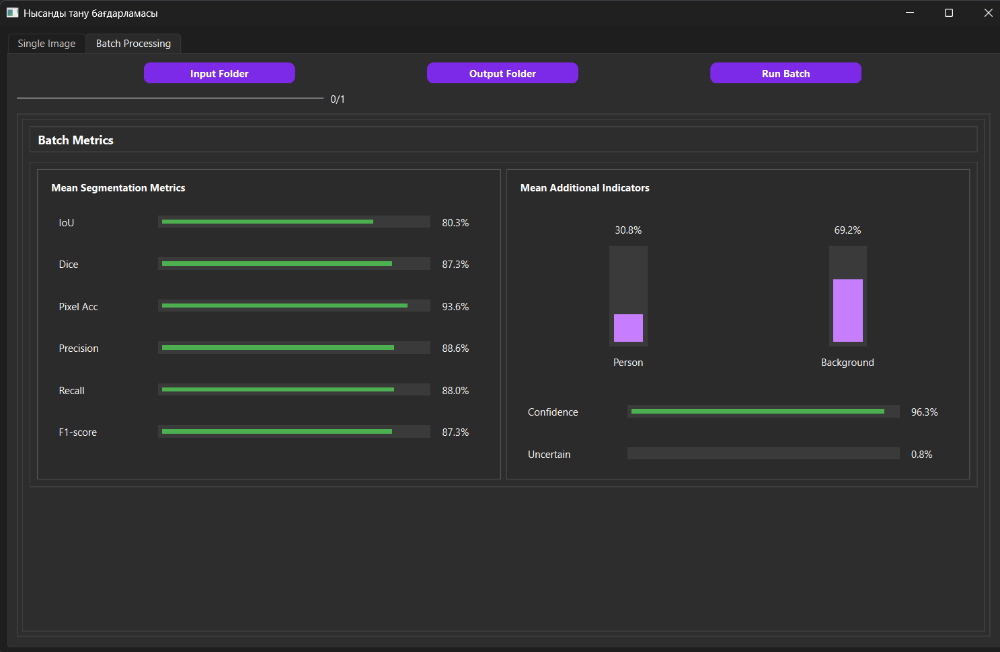 Нысанды тану бағдарламасы
Single Image
Batch Processing
Input Folder
Output Folder
Run Batch
0/1
Batch Metrics
Mean Segmentation Metrics
IoU 80.3%
Dice 87.3%
Pixel Acc 93.6%
Precision 88.6%
Recall 88.0%
F1-score 87.3%
Mean Additional Indicators
30.8% 69.2%
Person Background
Confidence 96.3%
Uncertain 0.8%